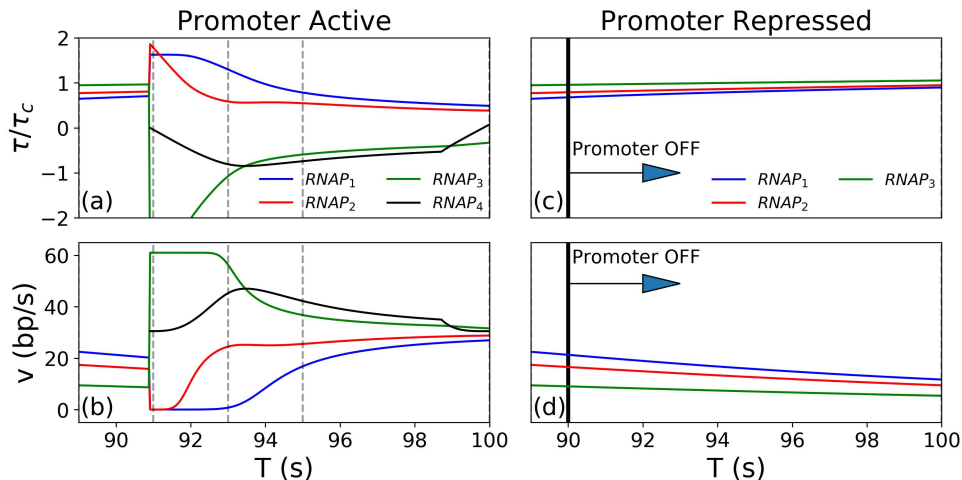 Promoter Active
Promoter Repressed
τ/τ_c
2
1
0
−1
−2
(a)
RNAP₁
RNAP₂
RNAP₃
RNAP₄
Promoter OFF
(c)
RNAP₁
RNAP₂
RNAP₃
v (bp/s)
60
40
20
0
(b)
90
92
94
96
98
100
T (s)
Promoter OFF
(d)
90
92
94
96
98
100
T (s)